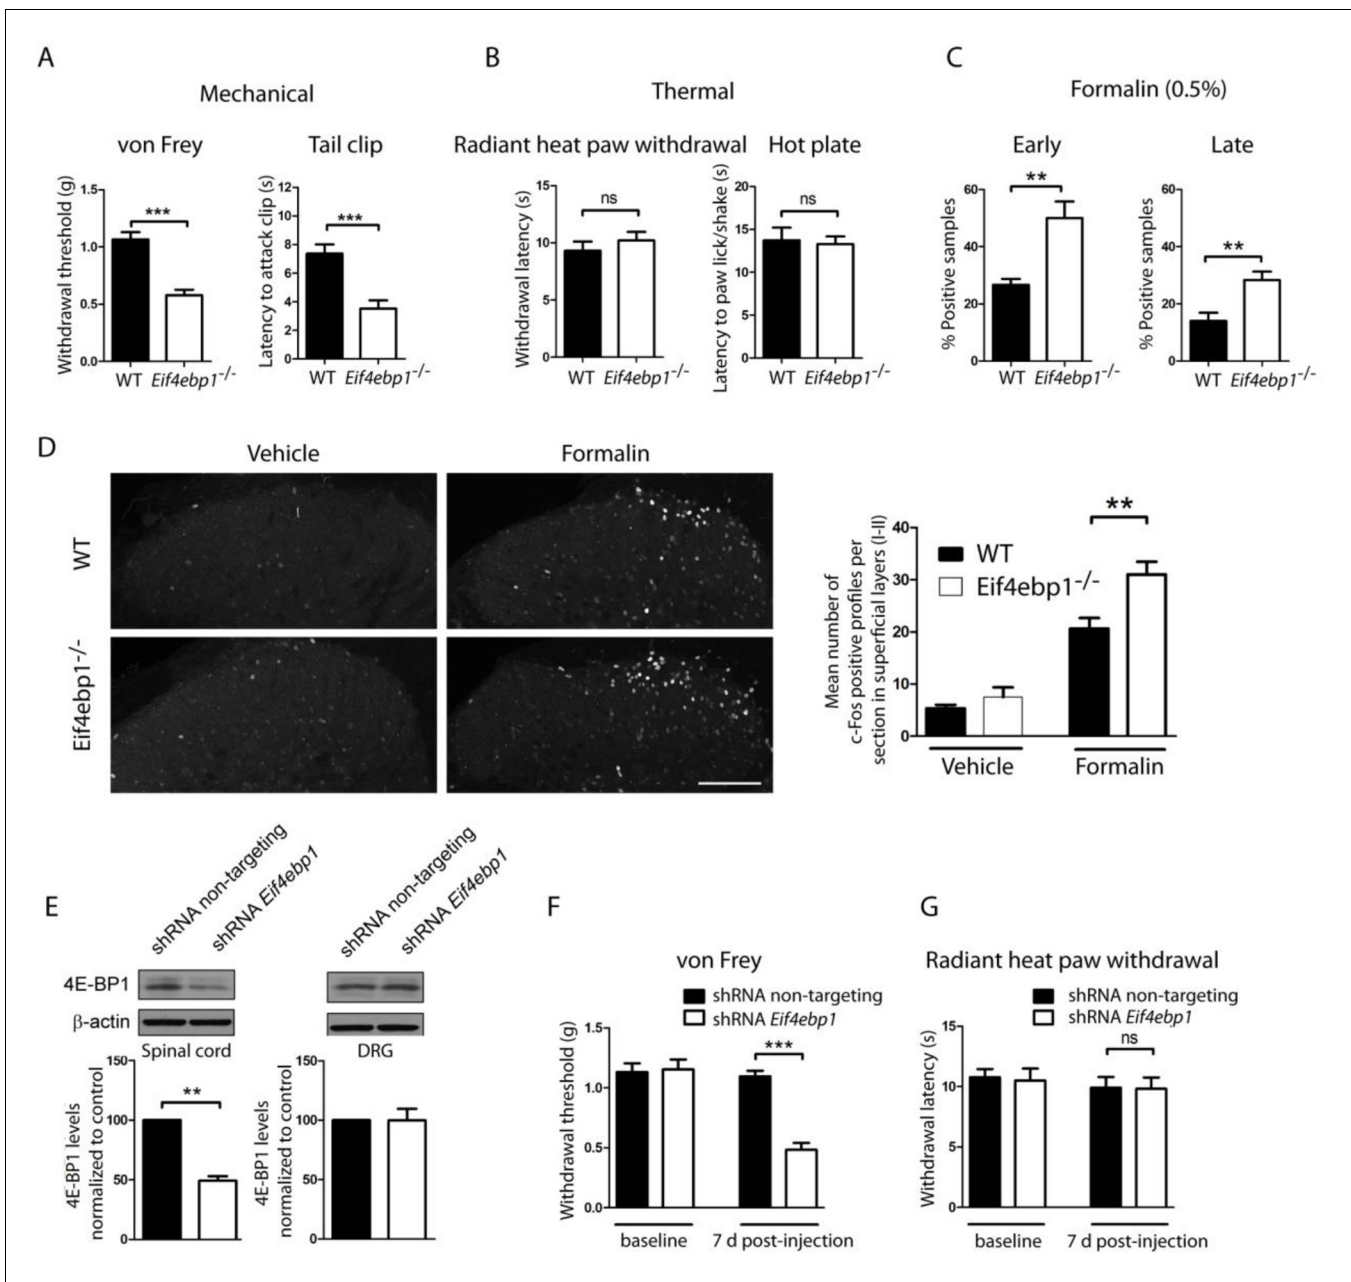 A
Mechanical
von Frey
Withdrawal threshold (g)
1.5
1.0
0.5
0.0
***
WT Eif4ebp1-/-
Tail clip
Latency to attack clip (s)
12
10
8
6
4
2
0
***
WT Eif4ebp1-/-
B
Thermal
Radiant heat paw withdrawal
Withdrawal latency (s)
15
10
5
0
ns
WT Eif4ebp1-/-
Hot plate
Latency to paw lick/shake (s)
20
15
10
5
0
ns
WT Eif4ebp1-/-
C
Formalin (0.5%)
Early
% Positive samples
60
40
20
0
**
WT Eif4ebp1-/-
Late
% Positive samples
60
40
20
0
**
WT Eif4ebp1-/-
D
Vehicle
Formalin
WT
Eif4ebp1-/-
Mean number of
c-Fos positive profiles per
section in superficial layers (I-II)
40
30
20
10
0
**
WT
Eif4ebp1-/-
Vehicle
Formalin
E
shRNA non-targeting
shRNA Eif4ebp1
shRNA non-targeting
shRNA Eif4ebp1
4E-BP1
β-actin
Spinal cord
DRG
4E-BP1 levels
normalized to control
150
100
50
0
**
4E-BP1 levels
normalized to control
150
100
50
0
F
von Frey
shRNA non-targeting
shRNA Eif4ebp1
Withdrawal threshold (g)
1.5
1.0
0.5
0.0
***
baseline
7 d post-injection
G
Radiant heat paw withdrawal
shRNA non-targeting
shRNA Eif4ebp1
Withdrawal latency (s)
15
10
5
0
ns
baseline
7 d post-injection